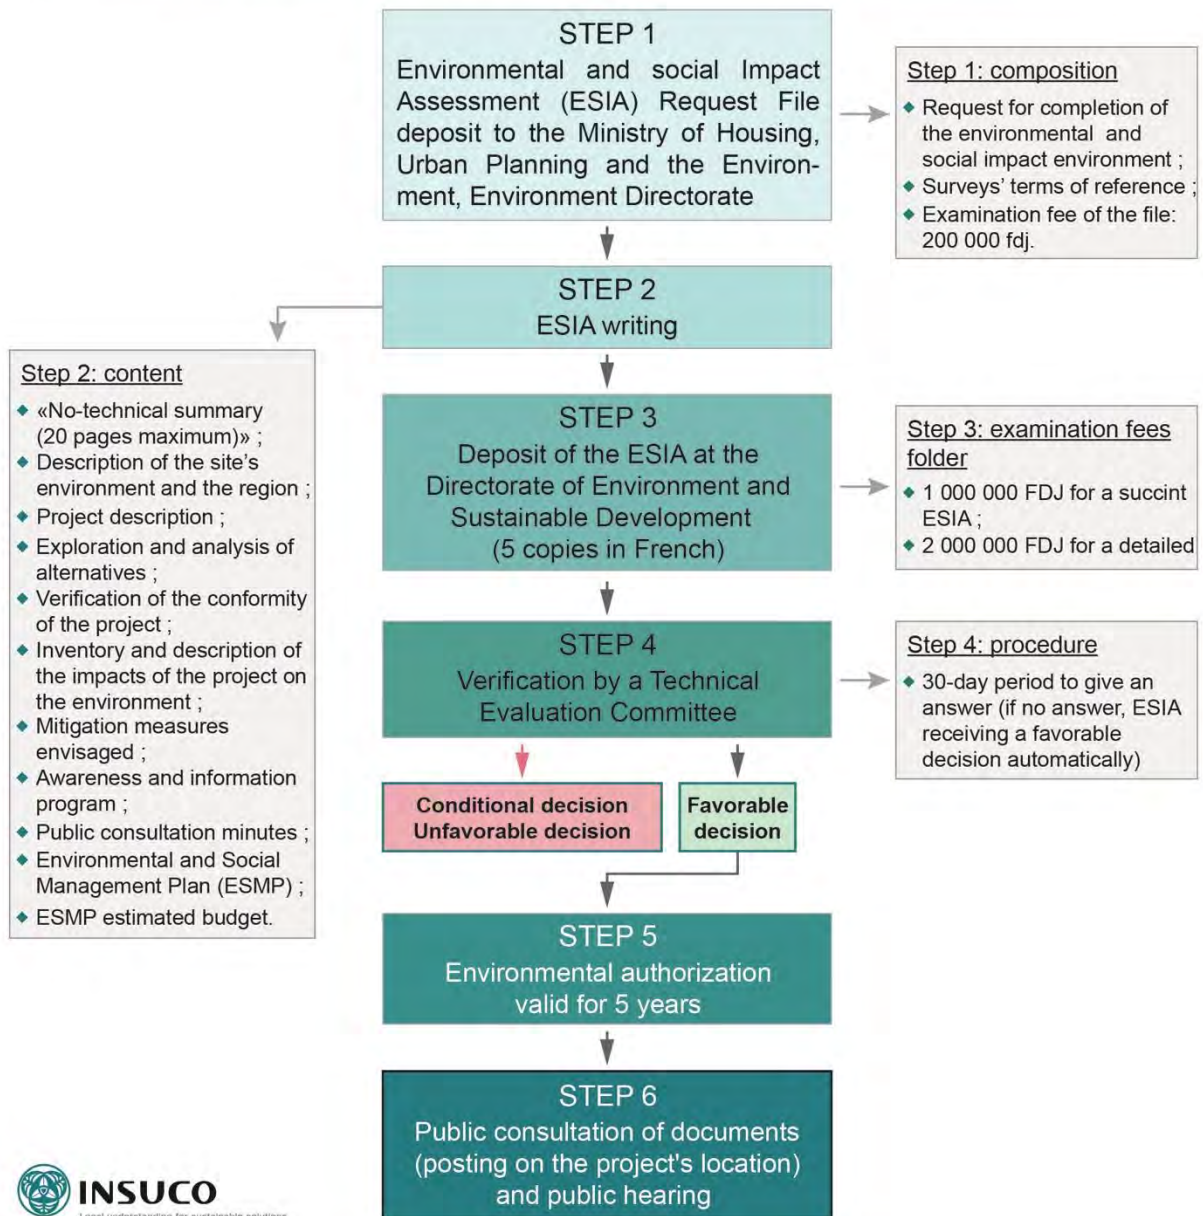 STEP 1
Environmental and social Impact
Assessment (ESIA) Request File
deposit to the Ministry of Housing,
Urban Planning and the Environ-
ment, Environment Directorate
Step 1: composition
Request for completion of
the environmental and
social impact environment ;
Surveys' terms of reference ;
Examination fee of the file:
200 000 fdj.
STEP 2
ESIA writing
Step 2: content
«No-technical summary
(20 pages maximum)» ;
Description of the site's
environment and the region ;
Project description ;
Exploration and analysis of
alternatives ;
Verification of the conformity
of the project ;
Inventory and description of
the impacts of the project on
the environment ;
Mitigation measures
envisaged ;
Awareness and information
program ;
Public consultation minutes ;
Environmental and Social
Management Plan (ESMP) ;
ESMP estimated budget.
STEP 3
Deposit of the ESIA at the
Directorate of Environment and
Sustainable Development
(5 copies in French)
Step 3: examination fees
folder
1 000 000 FDJ for a succint
ESIA ;
2 000 000 FDJ for a detailed
STEP 4
Verification by a Technical
Evaluation Committee
Step 4: procedure
30-day period to give an
answer (if no answer, ESIA
receiving a favorable
decision automatically)
Conditional decision
Unfavorable decision
Favorable
decision
STEP 5
Environmental authorization
valid for 5 years
STEP 6
Public consultation of documents
(posting on the project's location)
and public hearing
INSUCO
Local understanding for sustainable solutions